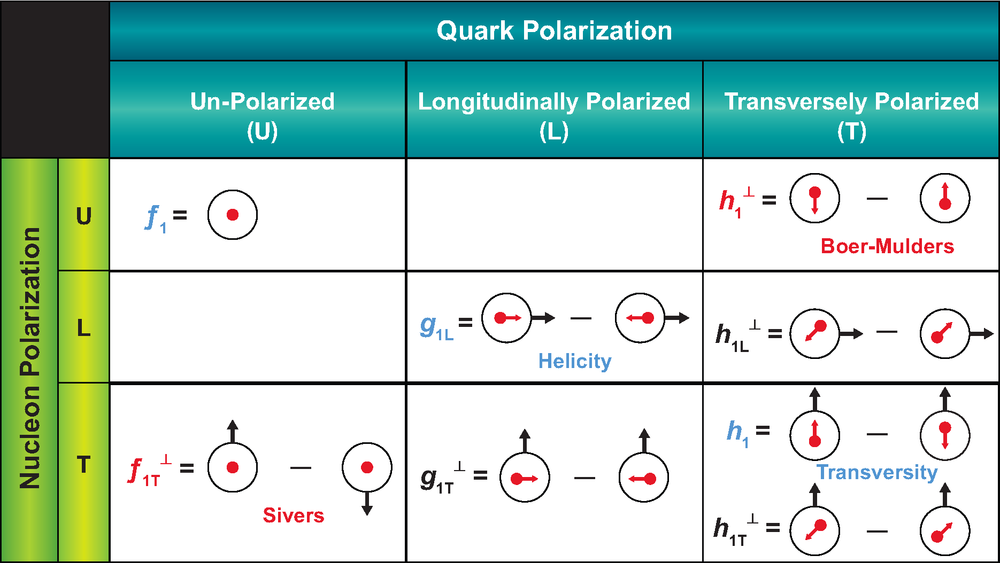 Quark Polarization
Un-Polarized
(U)
Longitudinally Polarized
(L)
Transversely Polarized
(T)
Nucleon Polarization
U
f₁ =
h₁^⊥ = —
Boer-Mulders
L
g₁L = —
Helicity
h₁L^⊥ = —
T
f₁T^⊥ = —
Sivers
g₁T^⊥ = —
h₁ = —
Transversity
h₁T^⊥ = —